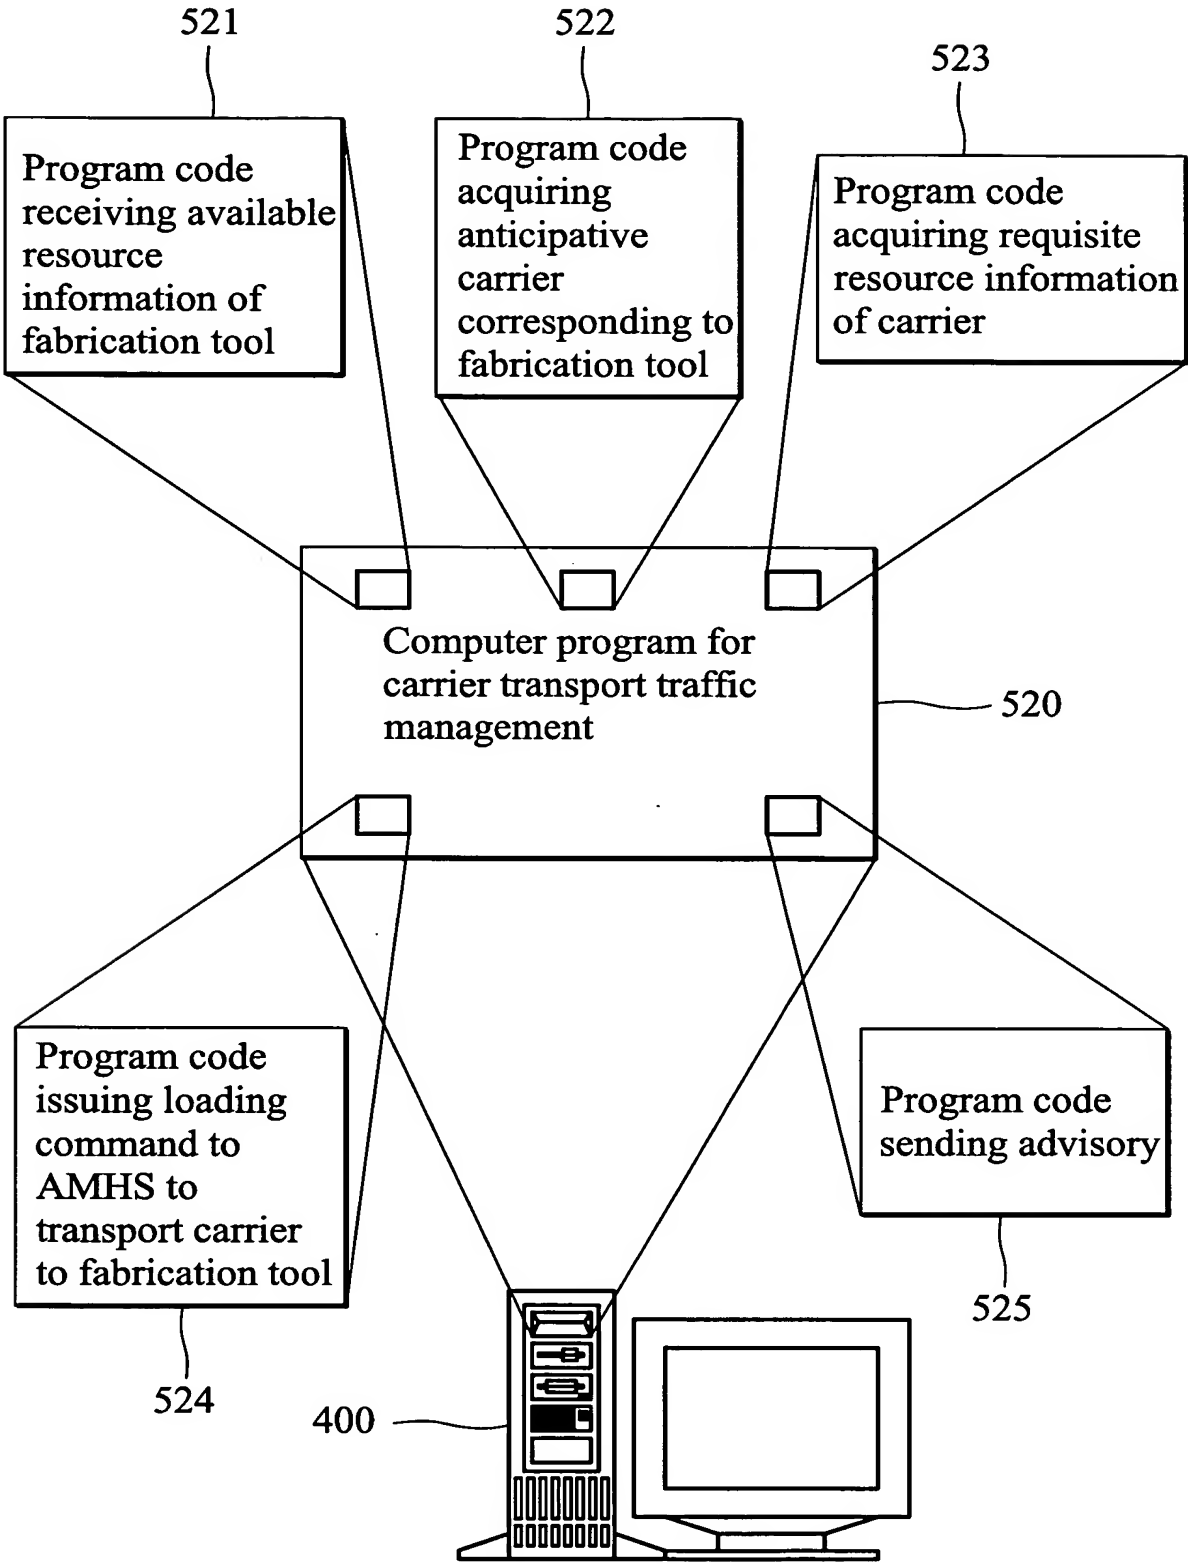 521
522
523
Program code
receiving available
resource
information of
fabrication tool
Program code
acquiring
anticipative
carrier
corresponding to
fabrication tool
Program code
acquiring requisite
resource information
of carrier
Computer program for
carrier transport traffic
management
520
Program code
issuing loading
command to
AMHS to
transport carrier
to fabrication tool
Program code
sending advisory
524
525
400